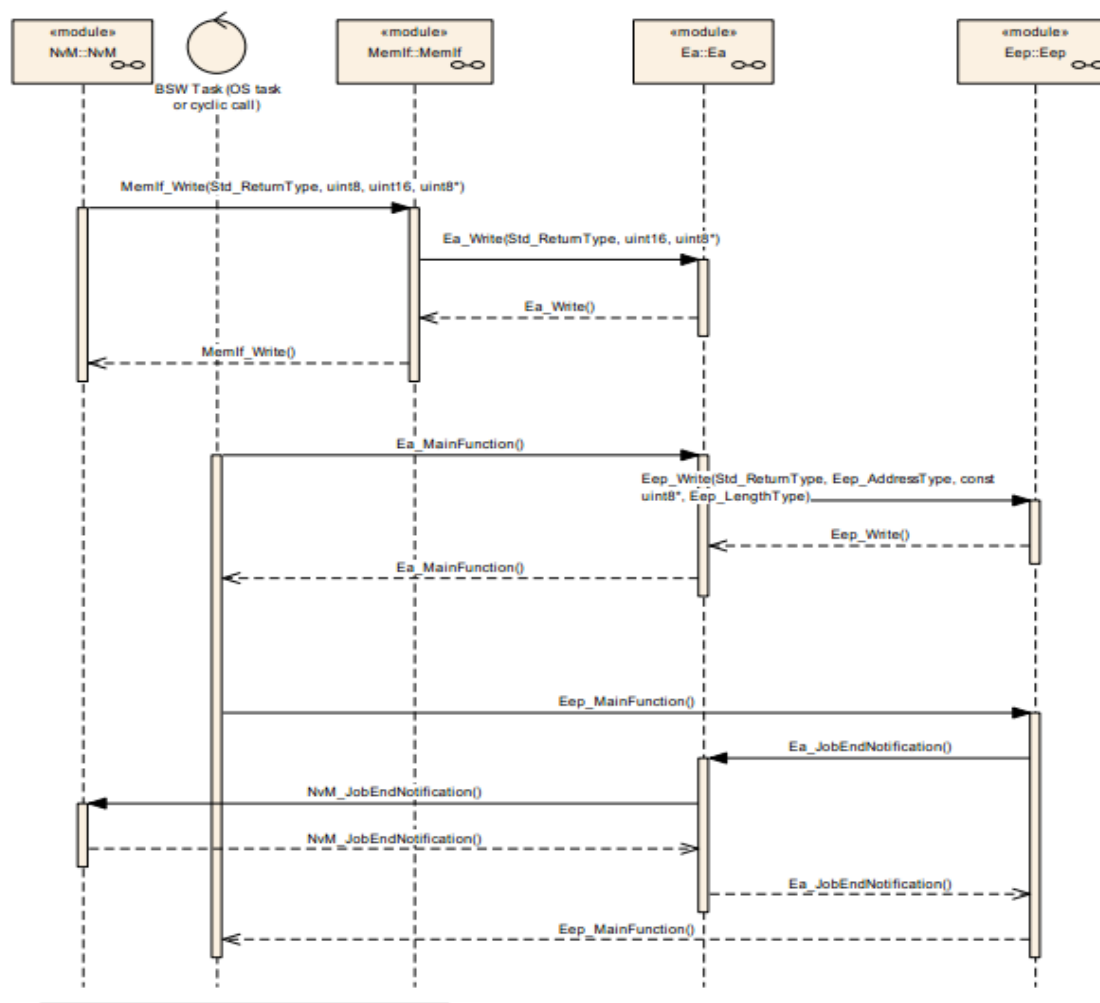 «module»
NvM::NvM
BSW Task (OS task
or cyclic call)
«module»
MemIf::MemIf
«module»
Ea::Ea
«module»
Eep::Eep
MemIf_Write(Std_ReturnType, uint8, uint16, uint8*)
Ea_Write(Std_ReturnType, uint16, uint8*)
Ea_Write()
MemIf_Write()
Ea_MainFunction()
Eep_Write(Std_ReturnType, Eep_AddressType, const
uint8*, Eep_LengthType)
Eep_Write()
Ea_MainFunction()
Eep_MainFunction()
Ea_JobEndNotification()
NvM_JobEndNotification()
NvM_JobEndNotification()
Ea_JobEndNotification()
Eep_MainFunction()